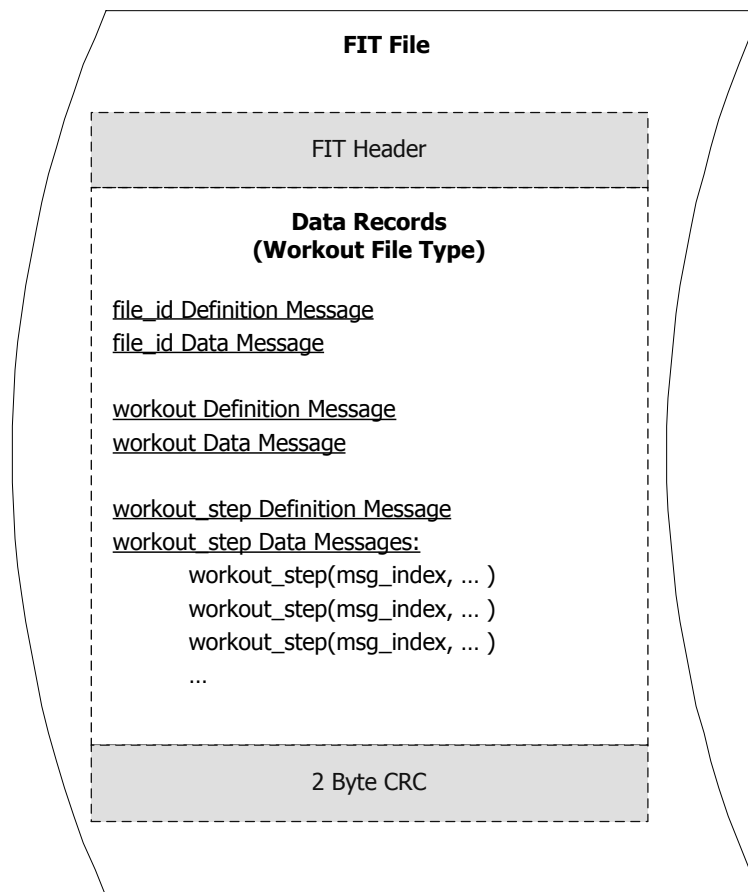 FIT File
FIT Header
Data Records
(Workout File Type)
file_id Definition Message
file_id Data Message
workout Definition Message
workout Data Message
workout_step Definition Message
workout_step Data Messages:
workout_step(msg_index, … )
workout_step(msg_index, … )
workout_step(msg_index, … )
…
2 Byte CRC